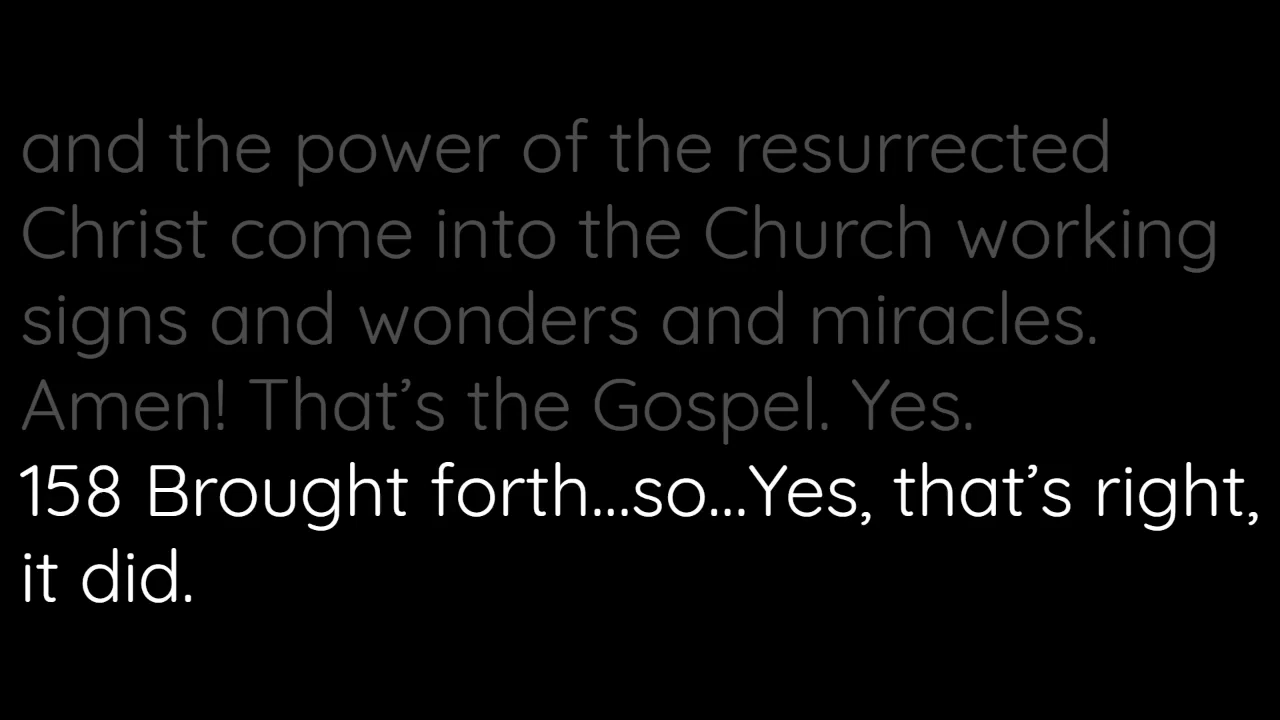 and the power of the resurrected
Christ come into the Church working
signs and wonders and miracles.
Amen! That’s the Gospel. Yes.
158 Brought forth...so...Yes, that’s right,
it did.